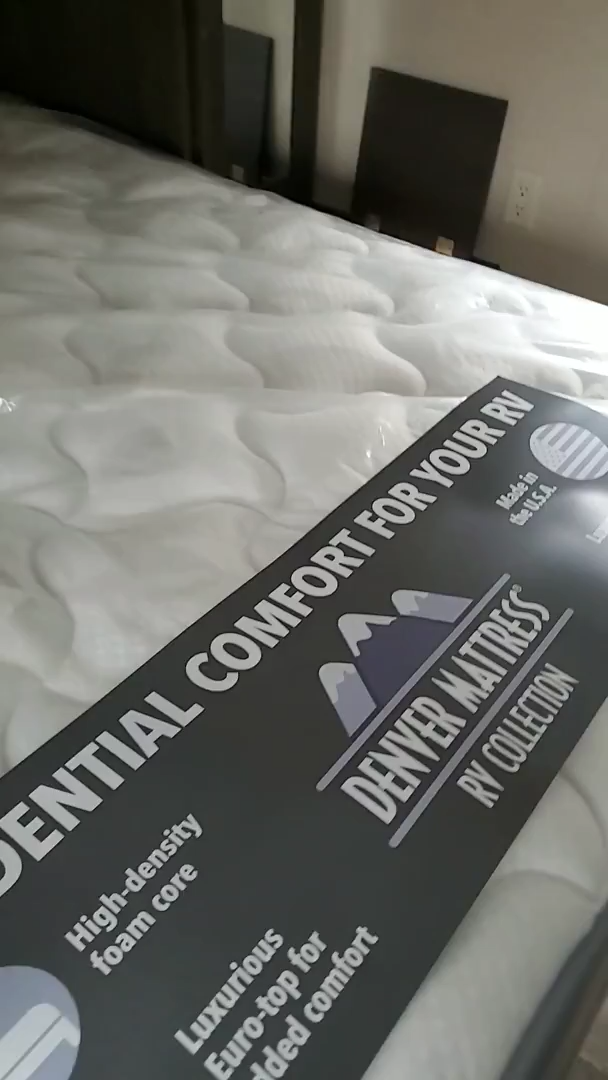 DENTIAL COMFORT FOR YOUR RV
Made in
the U.S.A.
DENVER MATTRESS®
RV COLLECTION
High-density
foam core
Luxurious
Euro-top for
dded comfort